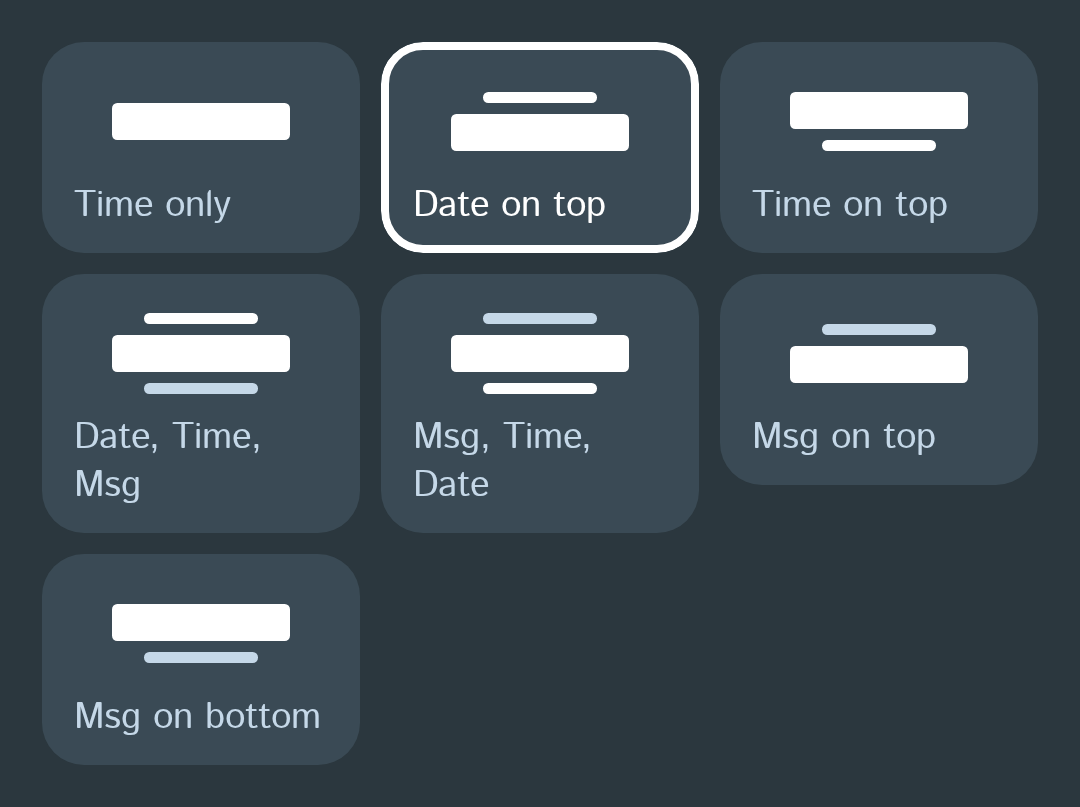 Time only
Date on top
Time on top
Date, Time,
Msg
Msg, Time,
Date
Msg on top
Msg on bottom